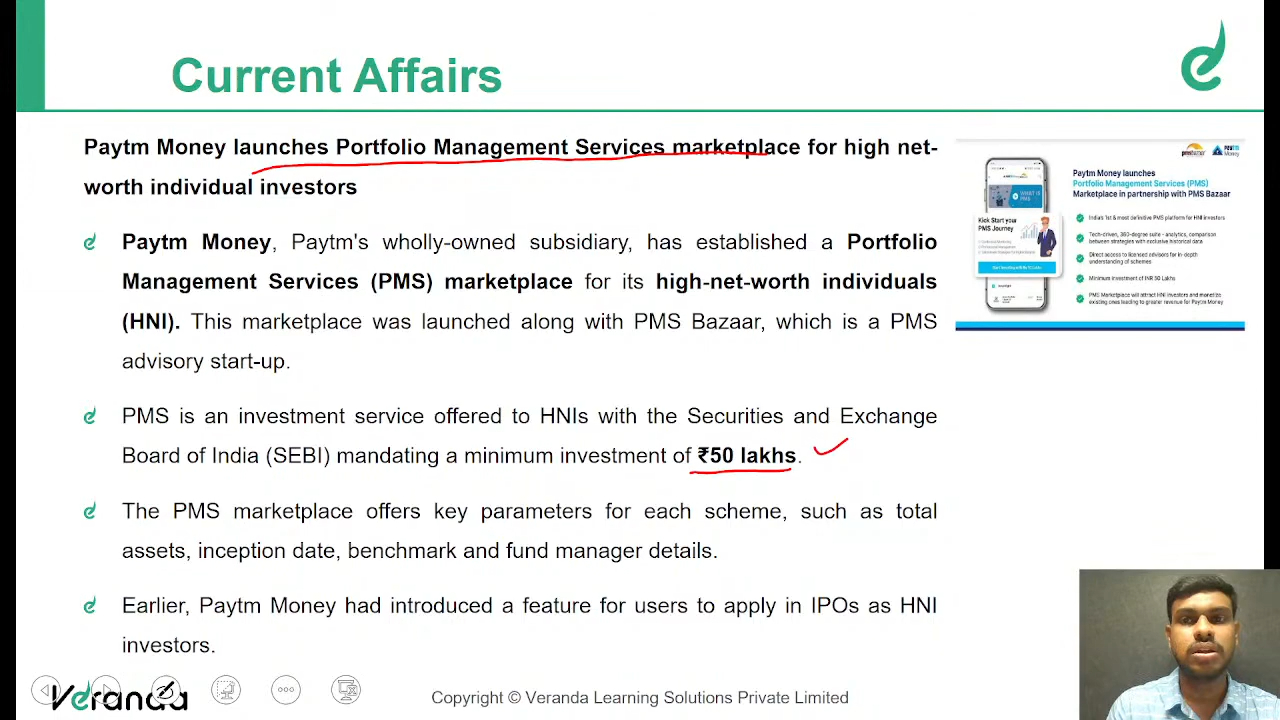 Current Affairs
Paytm Money launches Portfolio Management Services marketplace for high net-
worth individual investors
Paytm Money, Paytm's wholly-owned subsidiary, has established a Portfolio
Management Services (PMS) marketplace for its high-net-worth individuals
(HNI). This marketplace was launched along with PMS Bazaar, which is a PMS
advisory start-up.
PMS is an investment service offered to HNIs with the Securities and Exchange
Board of India (SEBI) mandating a minimum investment of ₹50 lakhs.
The PMS marketplace offers key parameters for each scheme, such as total
assets, inception date, benchmark and fund manager details.
Earlier, Paytm Money had introduced a feature for users to apply in IPOs as HNI
investors.
Paytm Money launches
Portfolio Management Services (PMS)
Marketplace in partnership with PMS Bazaar
India's 1st & most definitive PMS platform for HNI investors
Tech-driven, 360-degree suite - analytics, comparison
between strategies with exclusive historical data
Direct access to licensed advisors for in-depth
understanding of schemes
Minimum investment of INR 50 Lakhs
PMS Marketplace will attract HNI investors and monetize
existing ones leading to greater revenue for Paytm Money
Kick Start your
PMS Journey
Veranda
Copyright © Veranda Learning Solutions Private Limited